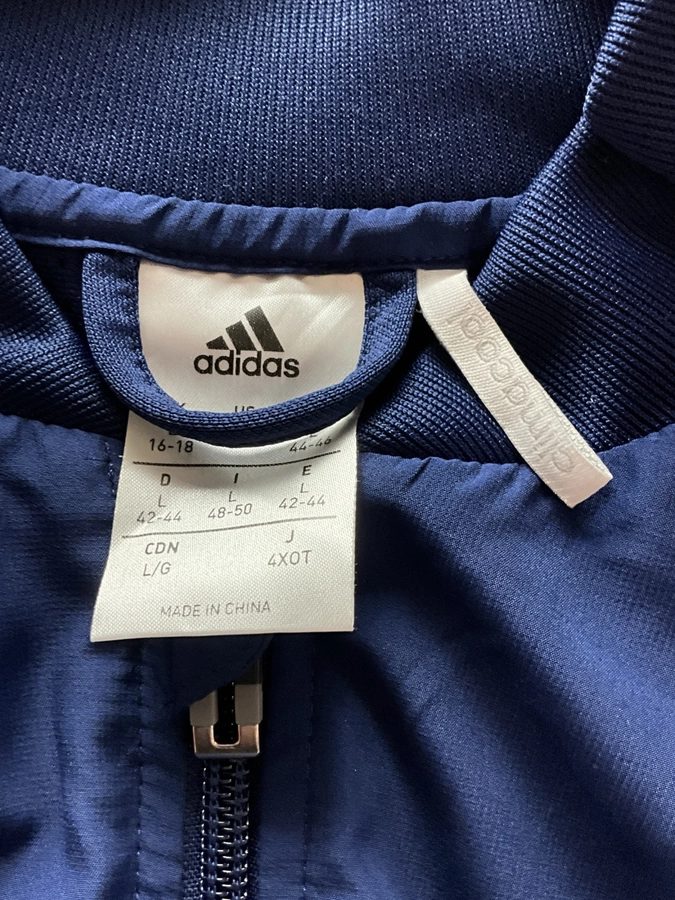 adidas
16-18
44-46
D I E
L L L
42-44 48-50 42-44
CDN J
L/G 4XOT
MADE IN CHINA
climacool